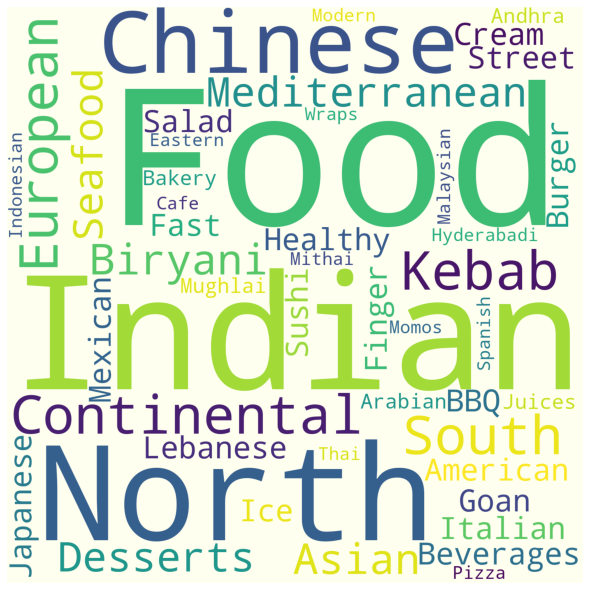 Modern
Andhra
Chinese
Cream
Street
European
Seafood
Food
Mediterranean
Salad
Wraps
Eastern
Indonesian
Malaysian
Burger
Bakery
Cafe
Fast
Healthy
Hyderabadi
Biryani
Mithai
Kebab
Mughlai
Sushi
Indian
Mexican
Finger
Momos
Spanish
Continental
Arabian
BBQ
Juices
South
Lebanese
North
Thai
American
Japanese
Ice
Goan
Italian
Desserts
Asian
Beverages
Pizza